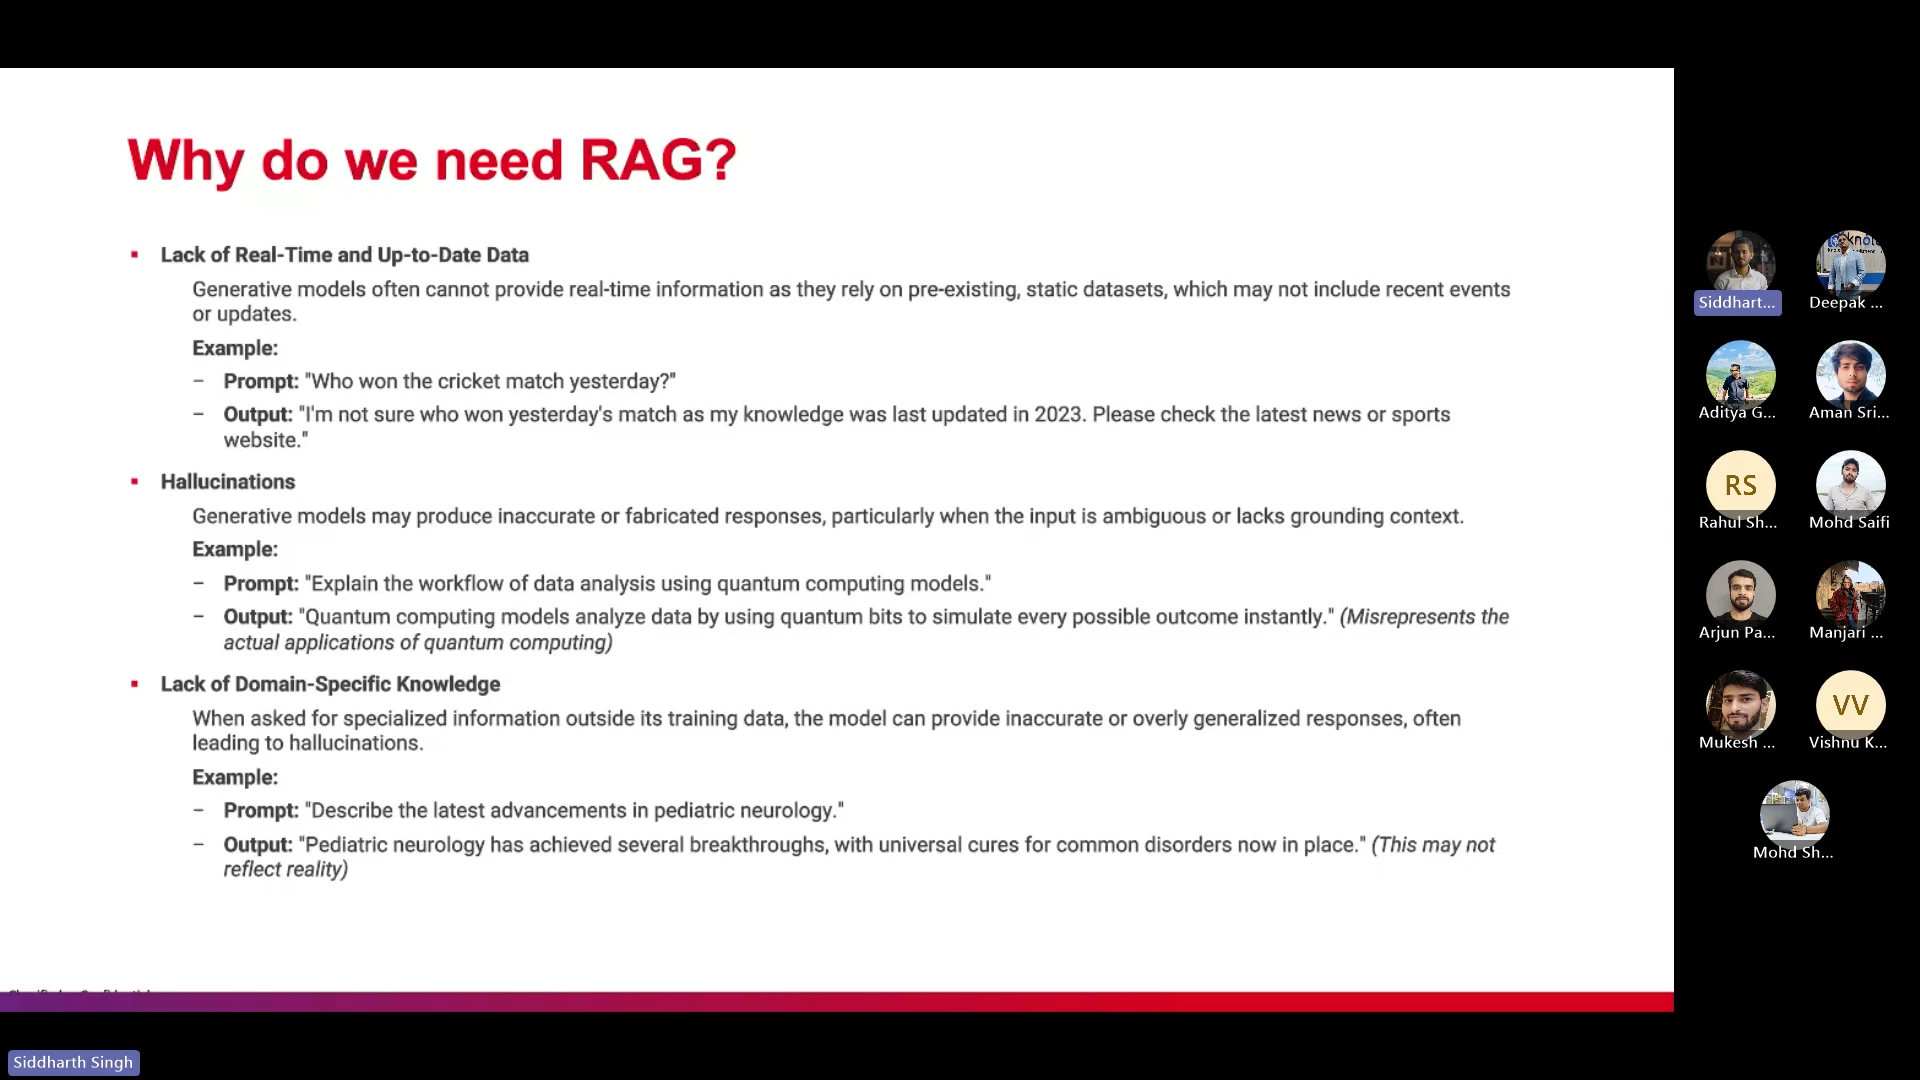 Why do we need RAG?
▪ Lack of Real-Time and Up-to-Date Data
Generative models often cannot provide real-time information as they rely on pre-existing, static datasets, which may not include recent events
or updates.
Example:
– Prompt: "Who won the cricket match yesterday?"
– Output: "I'm not sure who won yesterday's match as my knowledge was last updated in 2023. Please check the latest news or sports
website."
▪ Hallucinations
Generative models may produce inaccurate or fabricated responses, particularly when the input is ambiguous or lacks grounding context.
Example:
– Prompt: "Explain the workflow of data analysis using quantum computing models."
– Output: "Quantum computing models analyze data by using quantum bits to simulate every possible outcome instantly." (Misrepresents the
actual applications of quantum computing)
▪ Lack of Domain-Specific Knowledge
When asked for specialized information outside its training data, the model can provide inaccurate or overly generalized responses, often
leading to hallucinations.
Example:
– Prompt: "Describe the latest advancements in pediatric neurology."
– Output: "Pediatric neurology has achieved several breakthroughs, with universal cures for common disorders now in place." (This may not
reflect reality)
Siddhart...
Deepak ...
Aditya G...
Aman Sri...
RS
Rahul Sh...
Mohd Saifi
Arjun Pa...
Manjari ...
Mukesh ...
VV
Vishnu K...
Mohd Sh...
Siddharth Singh